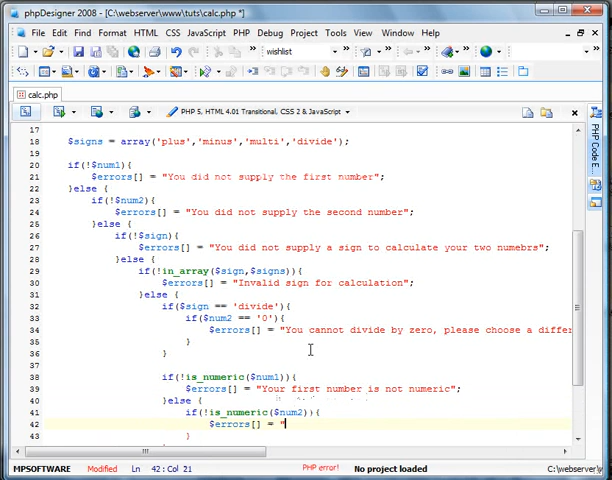 phpDesigner 2008 - [C:\webserver\www\tuts\calc.php *]
File Edit Find Format HTML CSS JavaScript PHP Debug Project Tools View Window Help
wishlist
calc.php
PHP 5, HTML 4.01 Transitional, CSS 2 & JavaScript
17
18 $signs = array('plus','minus','multi','divide');
19
20 if(!$num1){
21 $errors[] = "You did not supply the first number";
22 }else {
23 if(!$num2){
24 $errors[] = "You did not supply the second number";
25 }else {
26 if(!$sign){
27 $errors[] = "You did not supply a sign to calculate your two numebrs";
28 }else {
29 if(!in_array($sign,$signs)){
30 $errors[] = "Invalid sign for calculation";
31 }else {
32 if($sign == 'divide'){
33 if($num2 == '0'){
34 $errors[] = "You cannot divide by zero, please choose a differ
35 }
36 }
37
38 if(!is_numeric($num1)){
39 $errors[] = "Your first number is not numeric";
40 }else {
41 if(!is_numeric($num2)){
42 $errors[] = "
43 }
PHP Code E...
MPSOFTWARE Modified Ln 42 : Col 21 PHP error! No project loaded C:\webserver\w